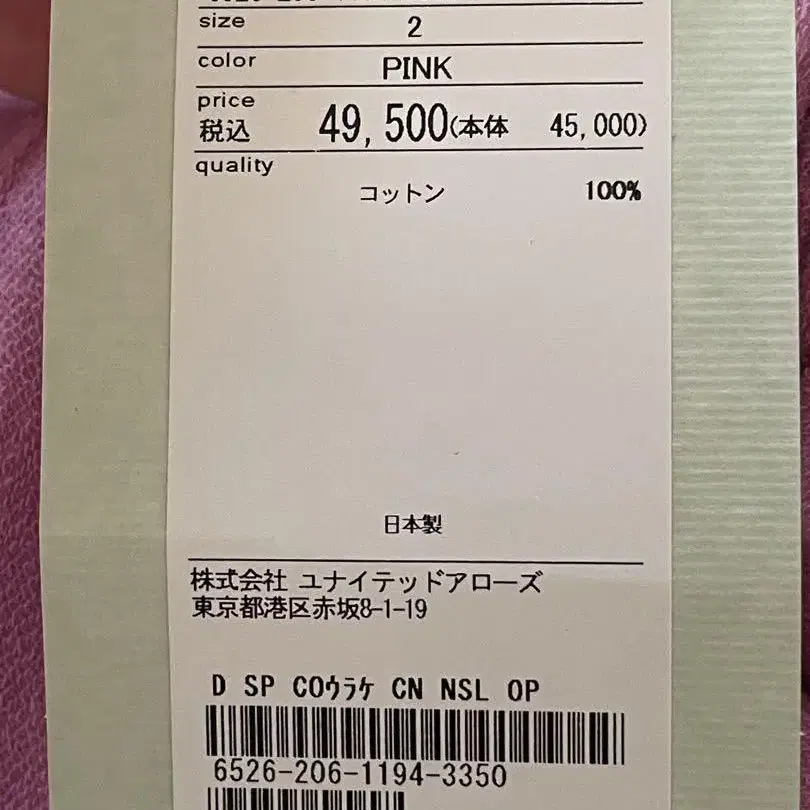 size 2
color PINK
price
税込 49,500(本体 45,000)
quality
コットン 100%
日本製
株式会社 ユナイテッドアローズ
東京都港区赤坂8-1-19
D SP COウラケ CN NSL OP
6526-206-1194-3350